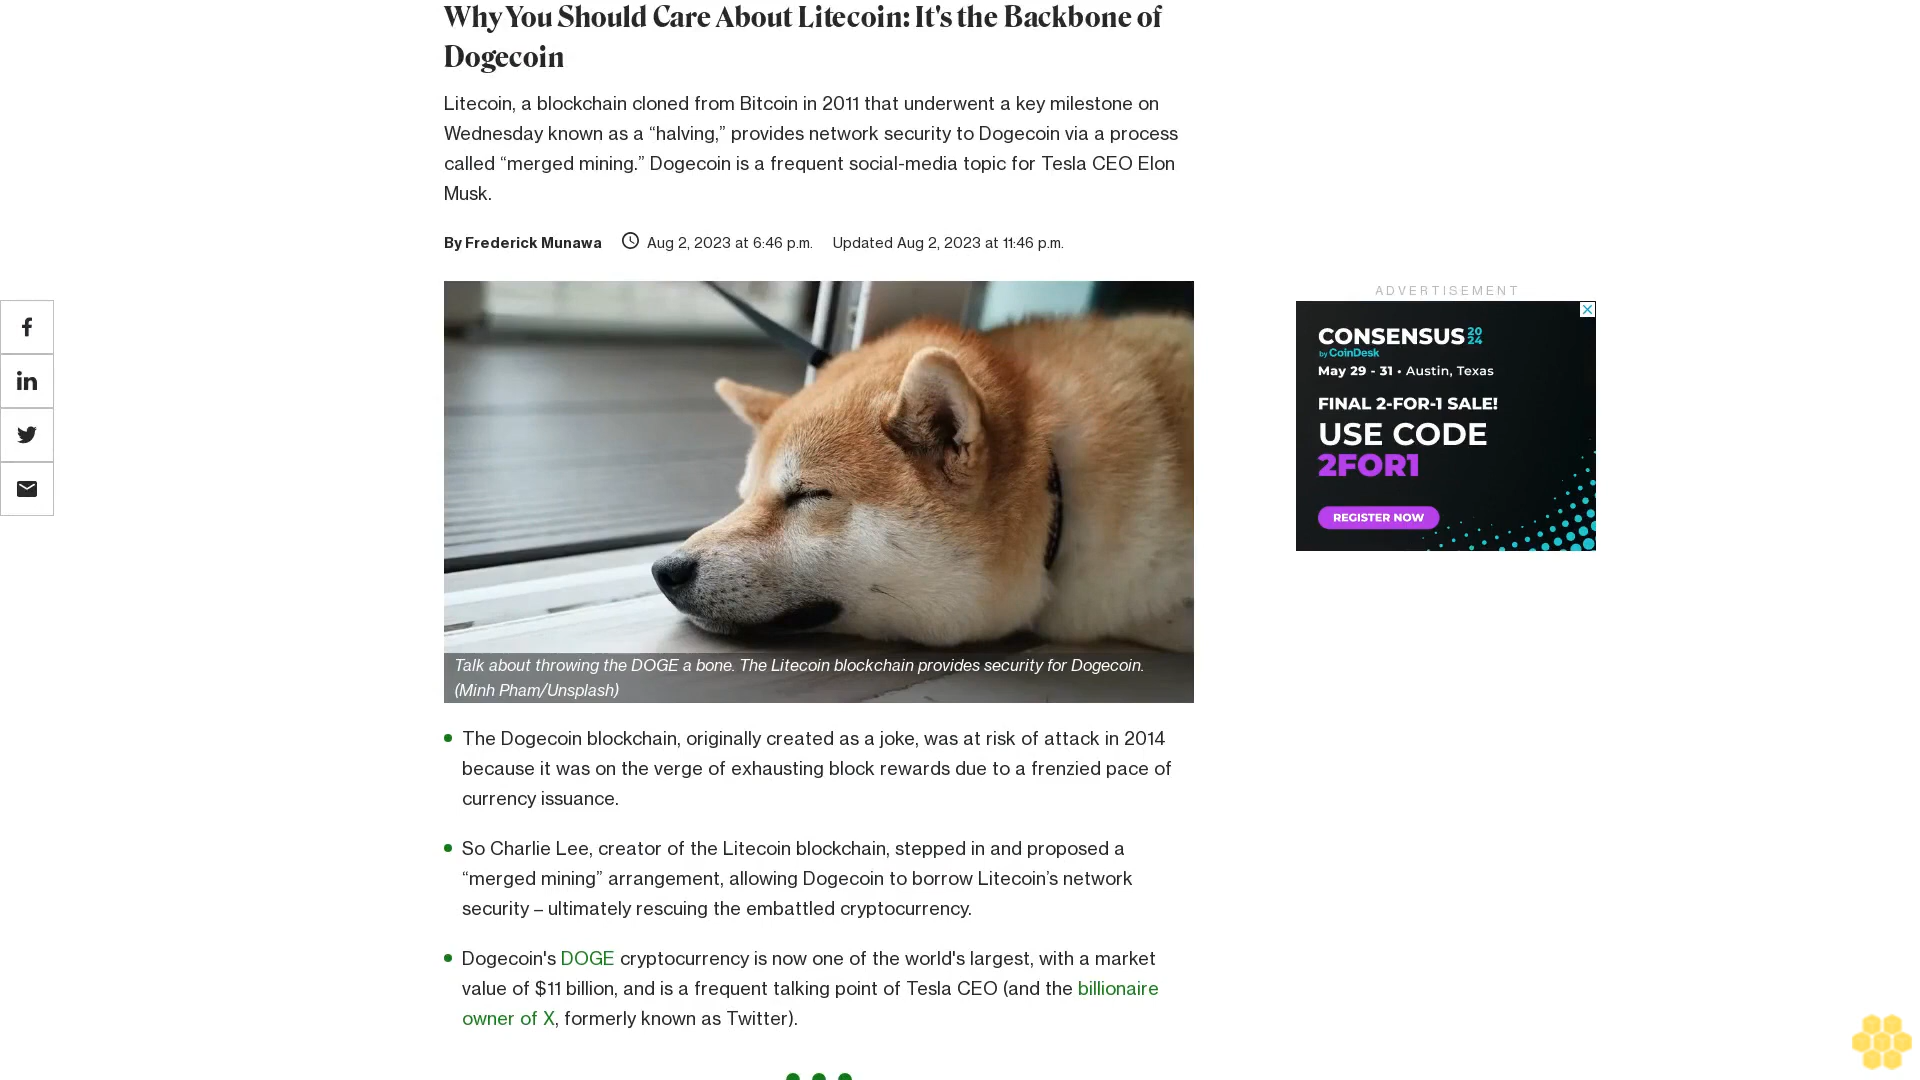 Why You Should Care About Litecoin: It's the Backbone of
Dogecoin
Litecoin, a blockchain cloned from Bitcoin in 2011 that underwent a key milestone on
Wednesday known as a “halving,” provides network security to Dogecoin via a process
called “merged mining.” Dogecoin is a frequent social-media topic for Tesla CEO Elon
Musk.
By Frederick Munawa Aug 2, 2023 at 6:46 p.m. Updated Aug 2, 2023 at 11:46 p.m.
Talk about throwing the DOGE a bone. The Litecoin blockchain provides security for Dogecoin.
(Minh Pham/Unsplash)
The Dogecoin blockchain, originally created as a joke, was at risk of attack in 2014
because it was on the verge of exhausting block rewards due to a frenzied pace of
currency issuance.
So Charlie Lee, creator of the Litecoin blockchain, stepped in and proposed a
“merged mining” arrangement, allowing Dogecoin to borrow Litecoin’s network
security – ultimately rescuing the embattled cryptocurrency.
Dogecoin's DOGE cryptocurrency is now one of the world's largest, with a market
value of $11 billion, and is a frequent talking point of Tesla CEO (and the billionaire
owner of X, formerly known as Twitter).
ADVERTISEMENT
CONSENSUS 20
24
by CoinDesk
May 29 - 31 • Austin, Texas
FINAL 2-FOR-1 SALE!
USE CODE
2FOR1
REGISTER NOW